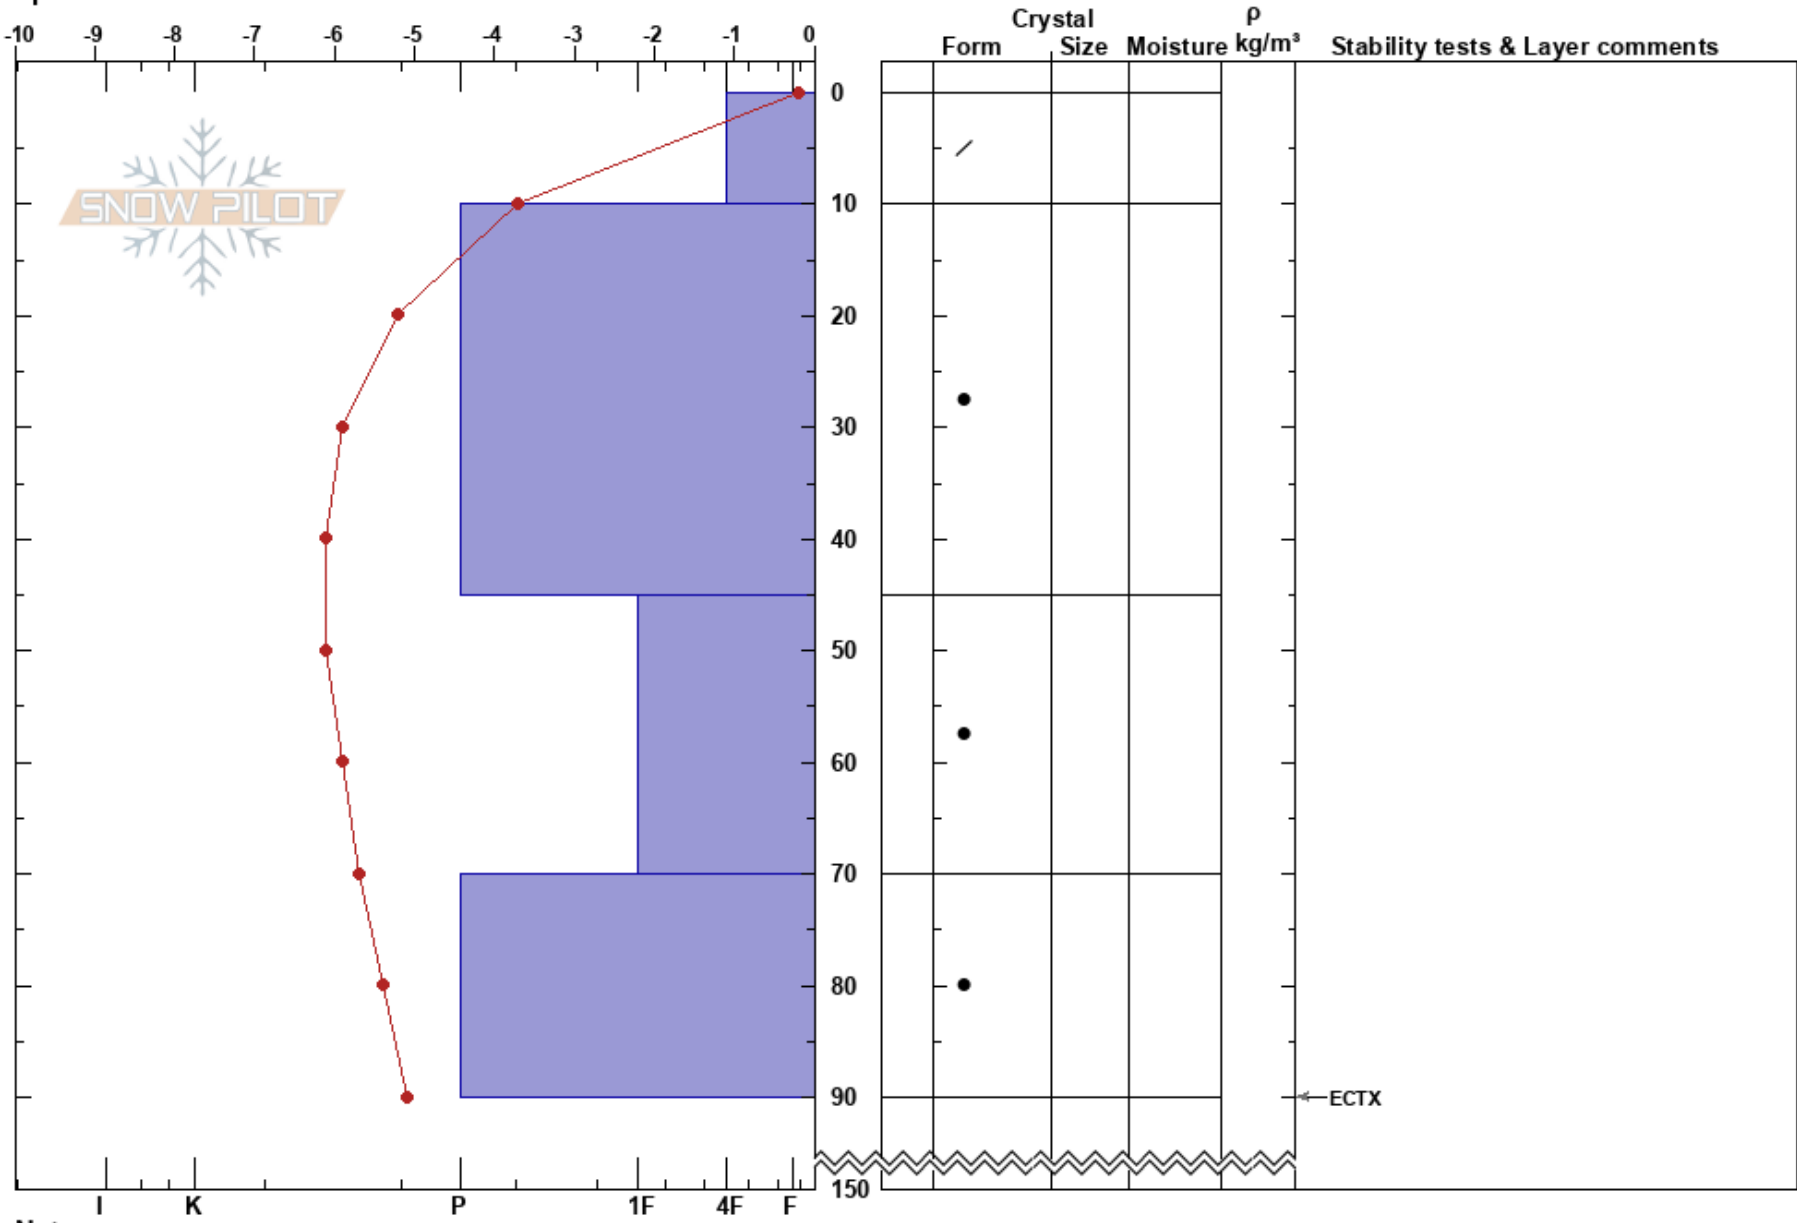 Crystal ρ
-10 -9 -8 -7 -6 -5 -4 -3 -2 -1 0 Form Size Moisture kg/m³ Stability tests & Layer comments
0
SNOW PILOT
10
20
30
40
50
60
70
80
90 ECTX
150
I K P 1F 4F F